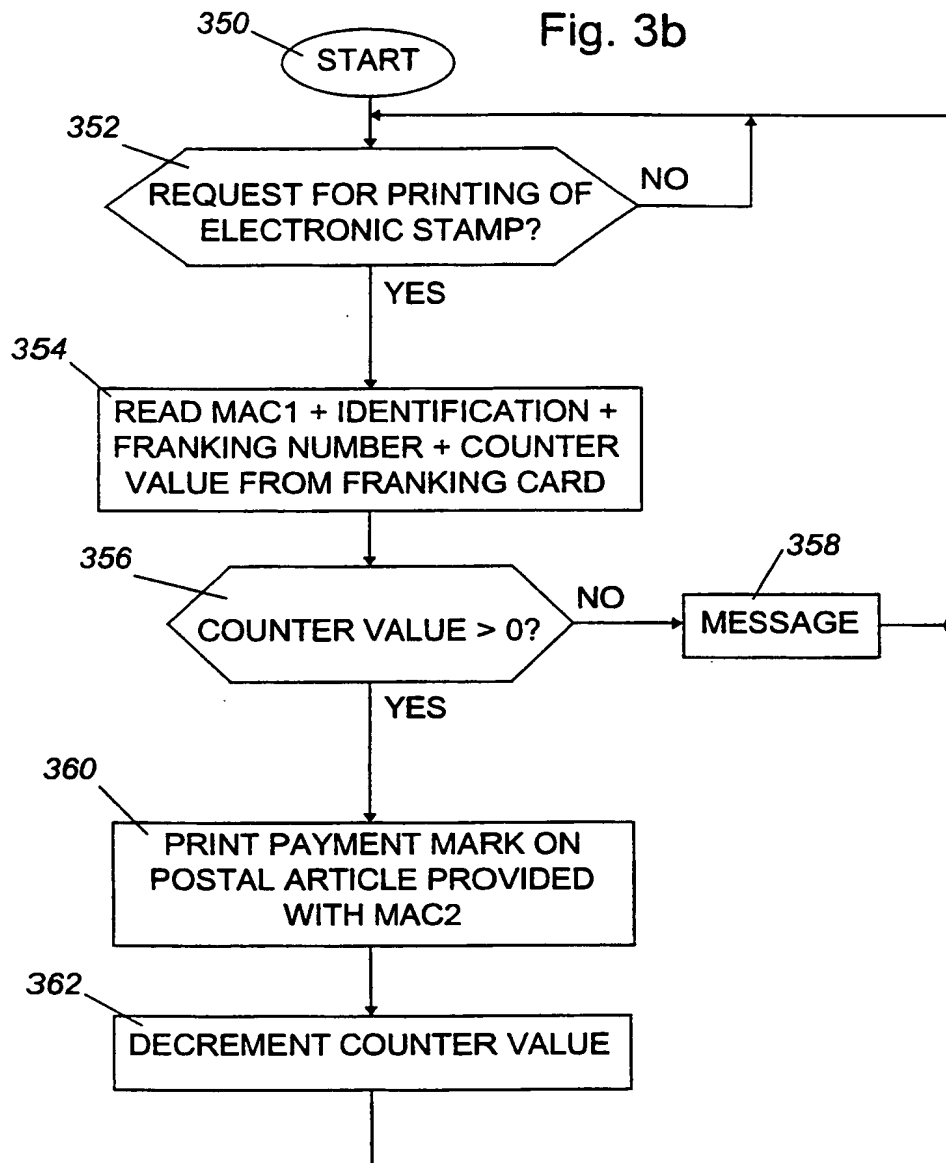 Fig. 3b
350
START
352
REQUEST FOR PRINTING OF
ELECTRONIC STAMP?
NO
YES
354
READ MAC1 + IDENTIFICATION +
FRANKING NUMBER + COUNTER
VALUE FROM FRANKING CARD
356
COUNTER VALUE > 0?
NO
358
MESSAGE
YES
360
PRINT PAYMENT MARK ON
POSTAL ARTICLE PROVIDED
WITH MAC2
362
DECREMENT COUNTER VALUE